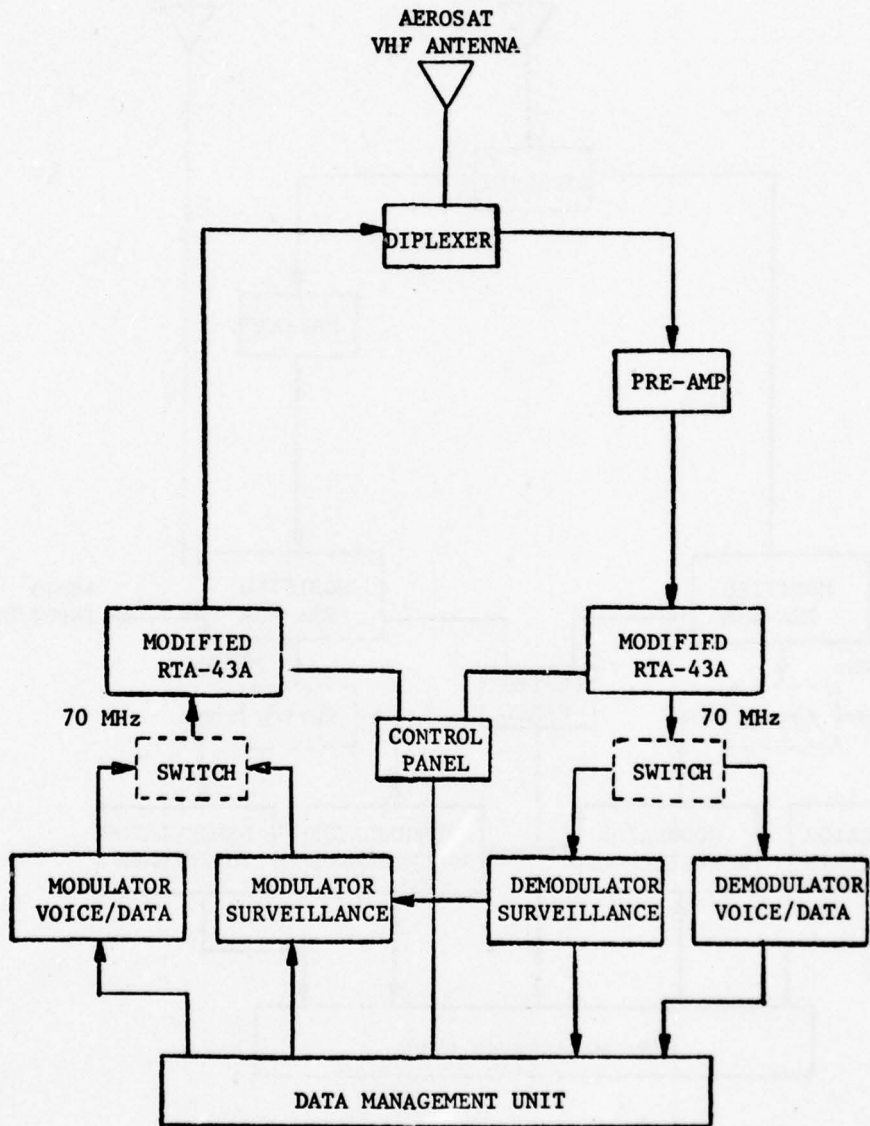 AEROSAT
VHF ANTENNA
DIPLEXER
PRE-AMP
MODIFIED
RTA-43A
MODIFIED
RTA-43A
70 MHz
70 MHz
SWITCH
CONTROL
PANEL
SWITCH
MODULATOR
VOICE/DATA
MODULATOR
SURVEILLANCE
DEMODULATOR
SURVEILLANCE
DEMODULATOR
VOICE/DATA
DATA MANAGEMENT UNIT